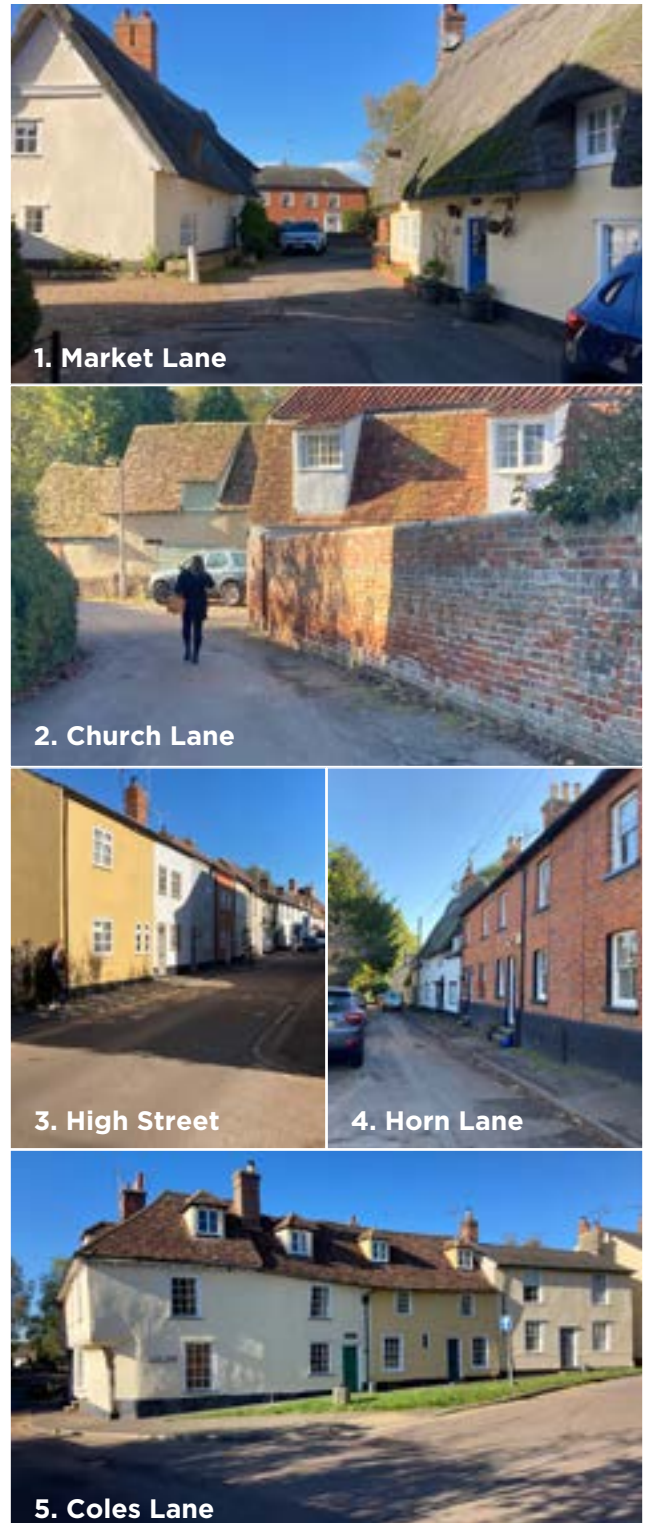 1. Market Lane
2. Church Lane
3. High Street
4. Horn Lane
5. Coles Lane